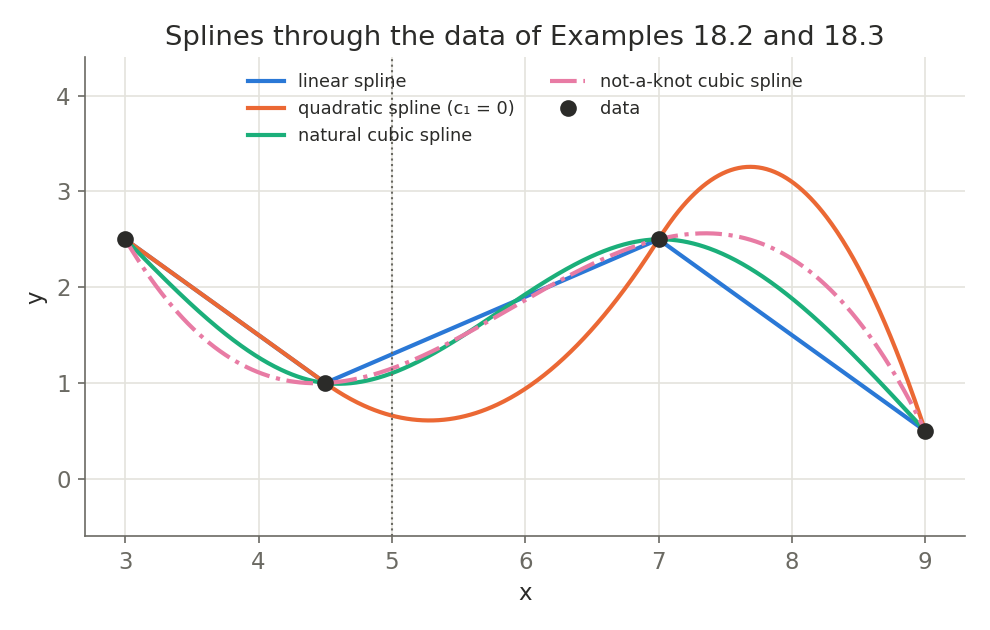 Splines through the data of Examples 18.2 and 18.3
linear spline
quadratic spline (c₁ = 0)
natural cubic spline
not-a-knot cubic spline
data
4
3
2
1
0
y
3 4 5 6 7 8 9
x